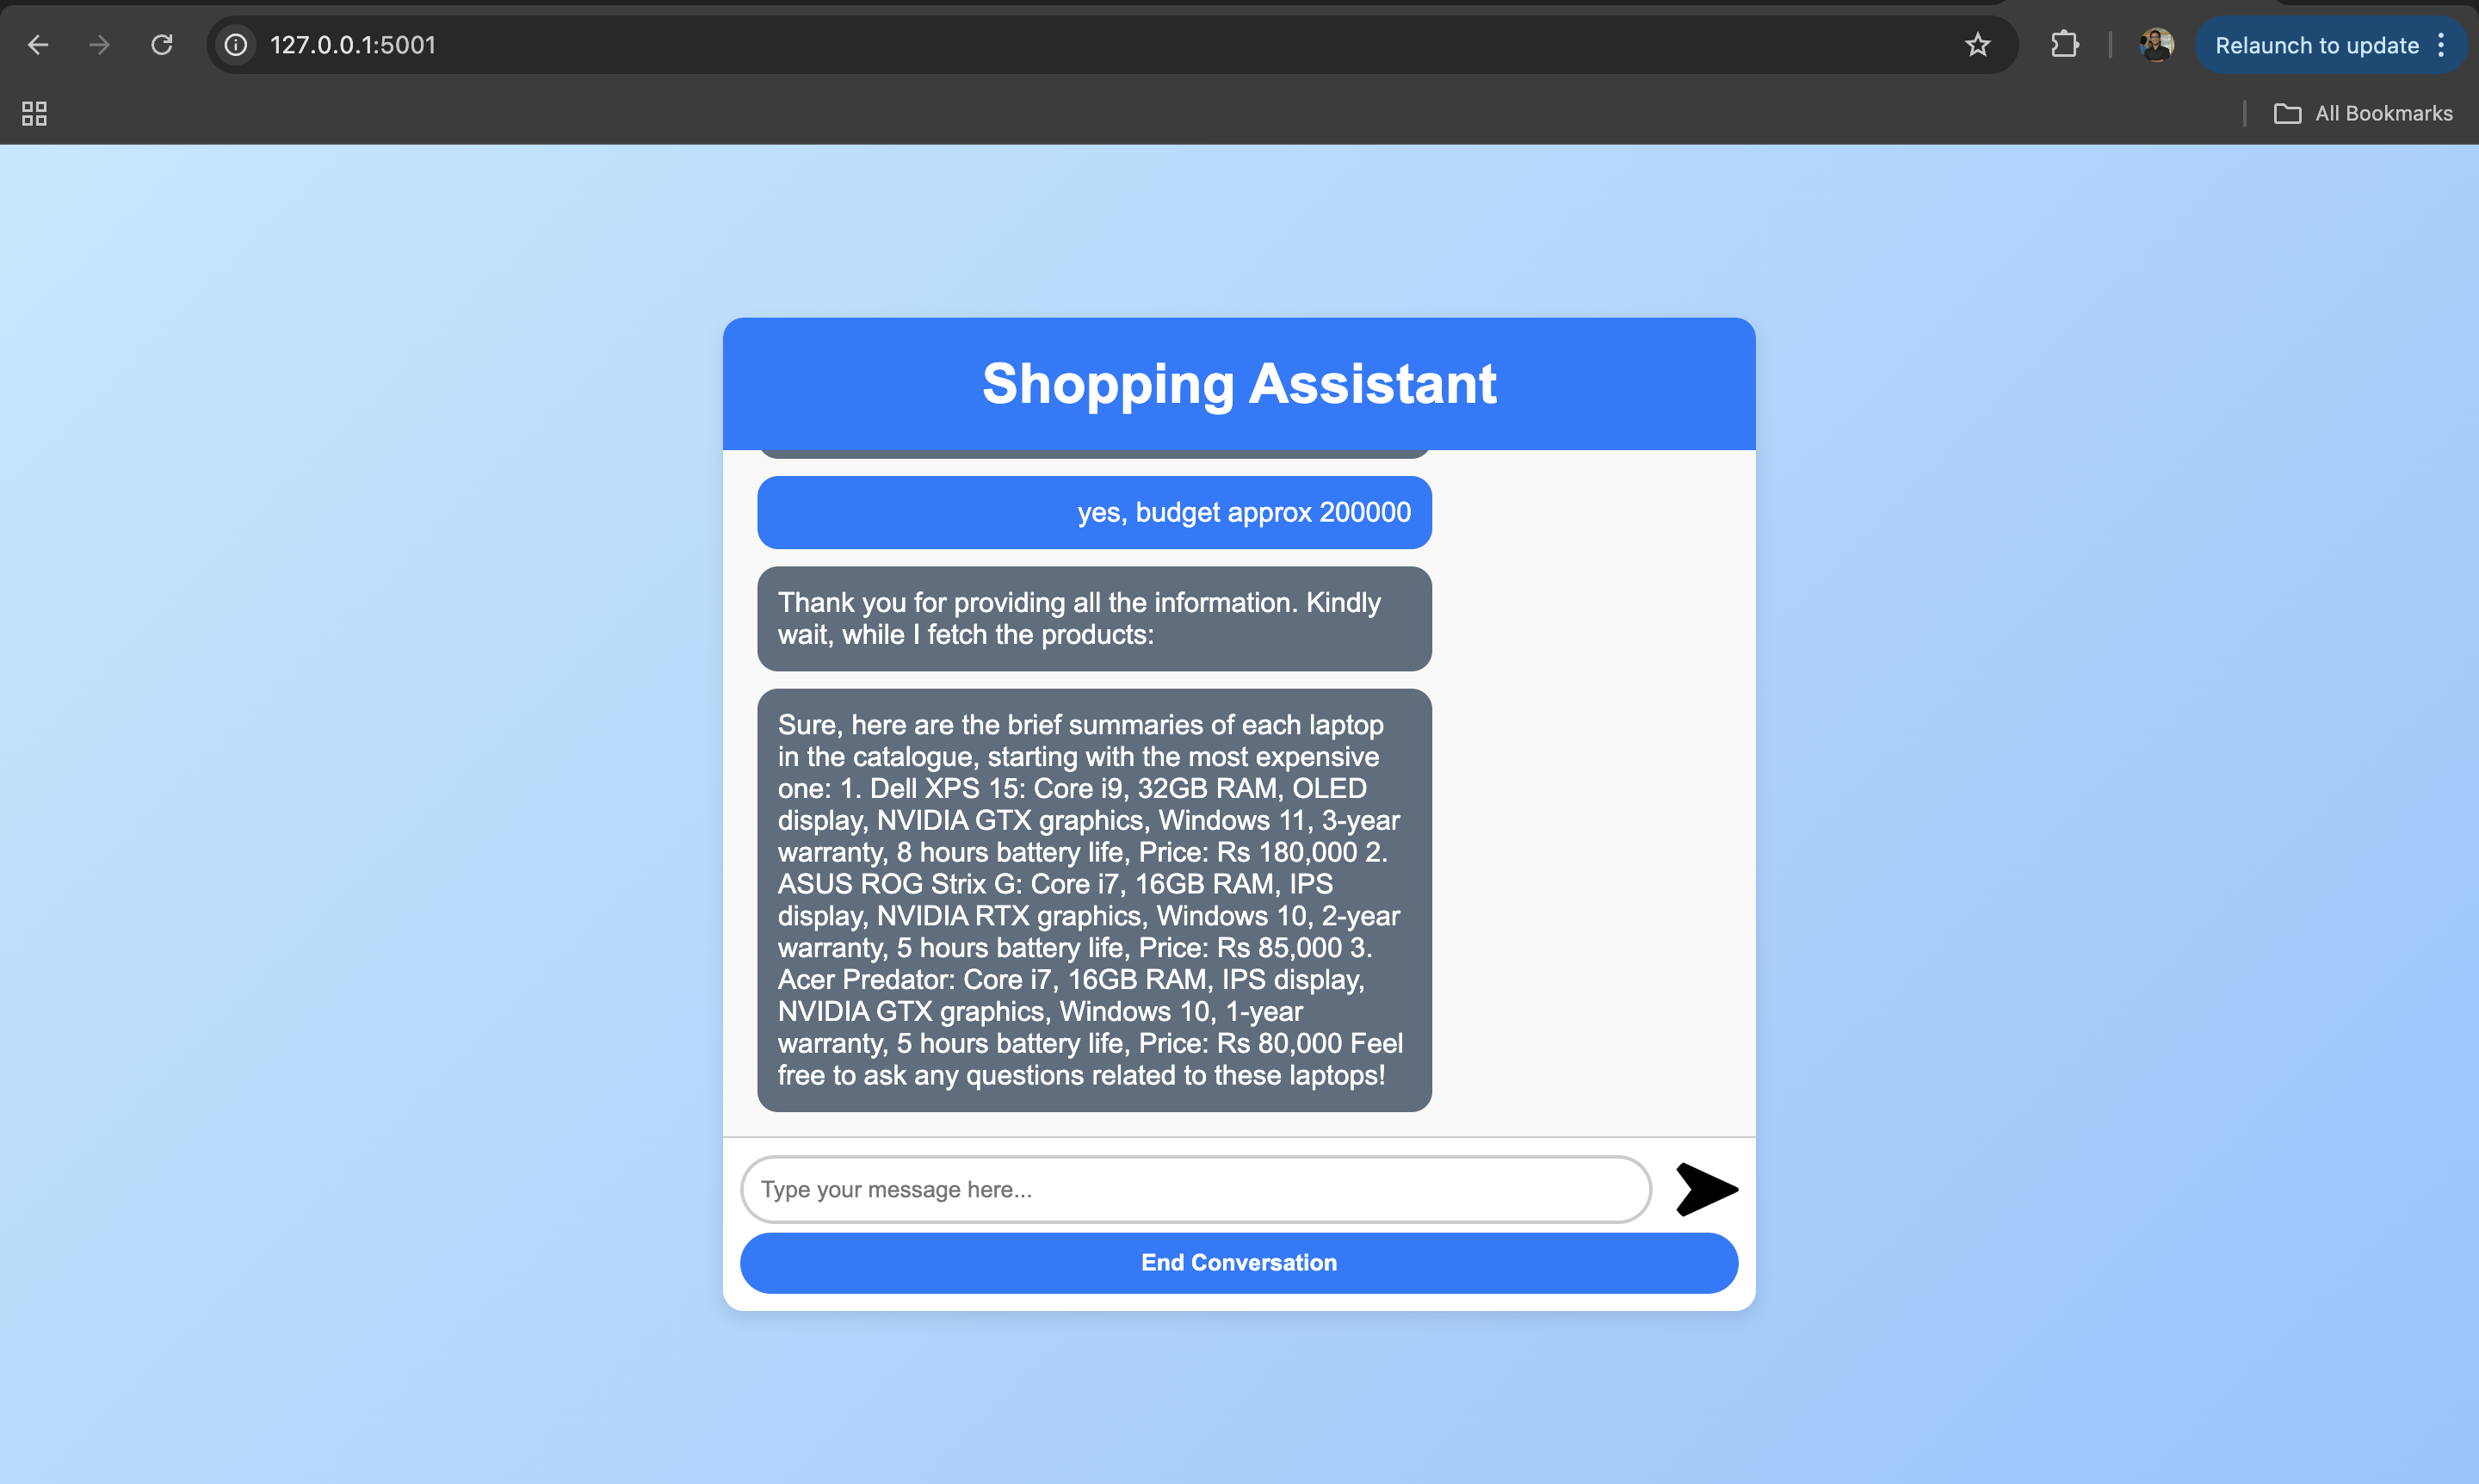 127.0.0.1:5001
Relaunch to update
All Bookmarks
Shopping Assistant
yes, budget approx 200000
Thank you for providing all the information. Kindly
wait, while I fetch the products:
Sure, here are the brief summaries of each laptop
in the catalogue, starting with the most expensive
one: 1. Dell XPS 15: Core i9, 32GB RAM, OLED
display, NVIDIA GTX graphics, Windows 11, 3-year
warranty, 8 hours battery life, Price: Rs 180,000 2.
ASUS ROG Strix G: Core i7, 16GB RAM, IPS
display, NVIDIA RTX graphics, Windows 10, 2-year
warranty, 5 hours battery life, Price: Rs 85,000 3.
Acer Predator: Core i7, 16GB RAM, IPS display,
NVIDIA GTX graphics, Windows 10, 1-year
warranty, 5 hours battery life, Price: Rs 80,000 Feel
free to ask any questions related to these laptops!
Type your message here...
End Conversation